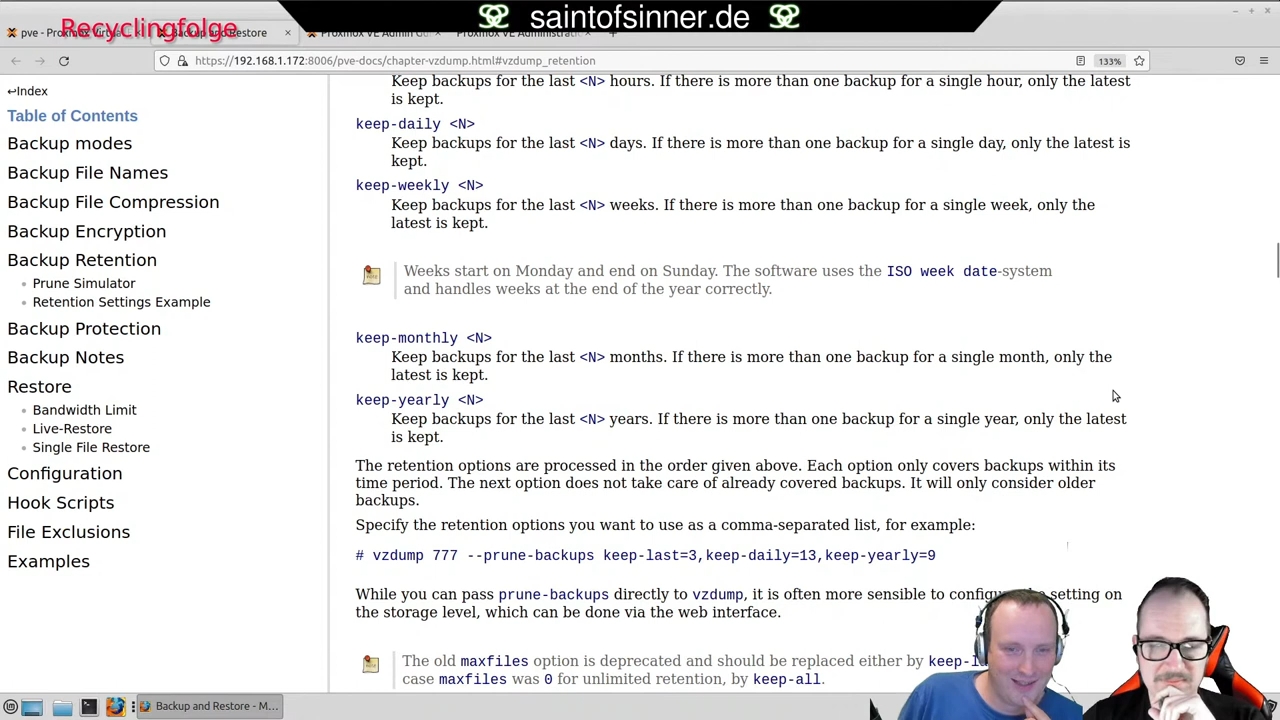 saintofsinner.de
Recyclingfolge
pve - Proxmox Virtua
Backup and Restore
Proxmox VE Admin Gu
Proxmox VE Administratio
https://192.168.1.172:8006/pve-docs/chapter-vzdump.html#vzdump_retention
133%
↩Index
Table of Contents
Backup modes
Backup File Names
Backup File Compression
Backup Encryption
Backup Retention
Prune Simulator
Retention Settings Example
Backup Protection
Backup Notes
Restore
Bandwidth Limit
Live-Restore
Single File Restore
Configuration
Hook Scripts
File Exclusions
Examples
Keep backups for the last <N> hours. If there is more than one backup for a single hour, only the latest
is kept.
keep-daily <N>
Keep backups for the last <N> days. If there is more than one backup for a single day, only the latest is
kept.
keep-weekly <N>
Keep backups for the last <N> weeks. If there is more than one backup for a single week, only the
latest is kept.
Weeks start on Monday and end on Sunday. The software uses the ISO week date-system
and handles weeks at the end of the year correctly.
keep-monthly <N>
Keep backups for the last <N> months. If there is more than one backup for a single month, only the
latest is kept.
keep-yearly <N>
Keep backups for the last <N> years. If there is more than one backup for a single year, only the latest
is kept.
The retention options are processed in the order given above. Each option only covers backups within its
time period. The next option does not take care of already covered backups. It will only consider older
backups.
Specify the retention options you want to use as a comma-separated list, for example:
# vzdump 777 --prune-backups keep-last=3,keep-daily=13,keep-yearly=9
While you can pass prune-backups directly to vzdump, it is often more sensible to config setting on
the storage level, which can be done via the web interface.
The old maxfiles option is deprecated and should be replaced either by keep-l
case maxfiles was 0 for unlimited retention, by keep-all.
Backup and Restore - M...